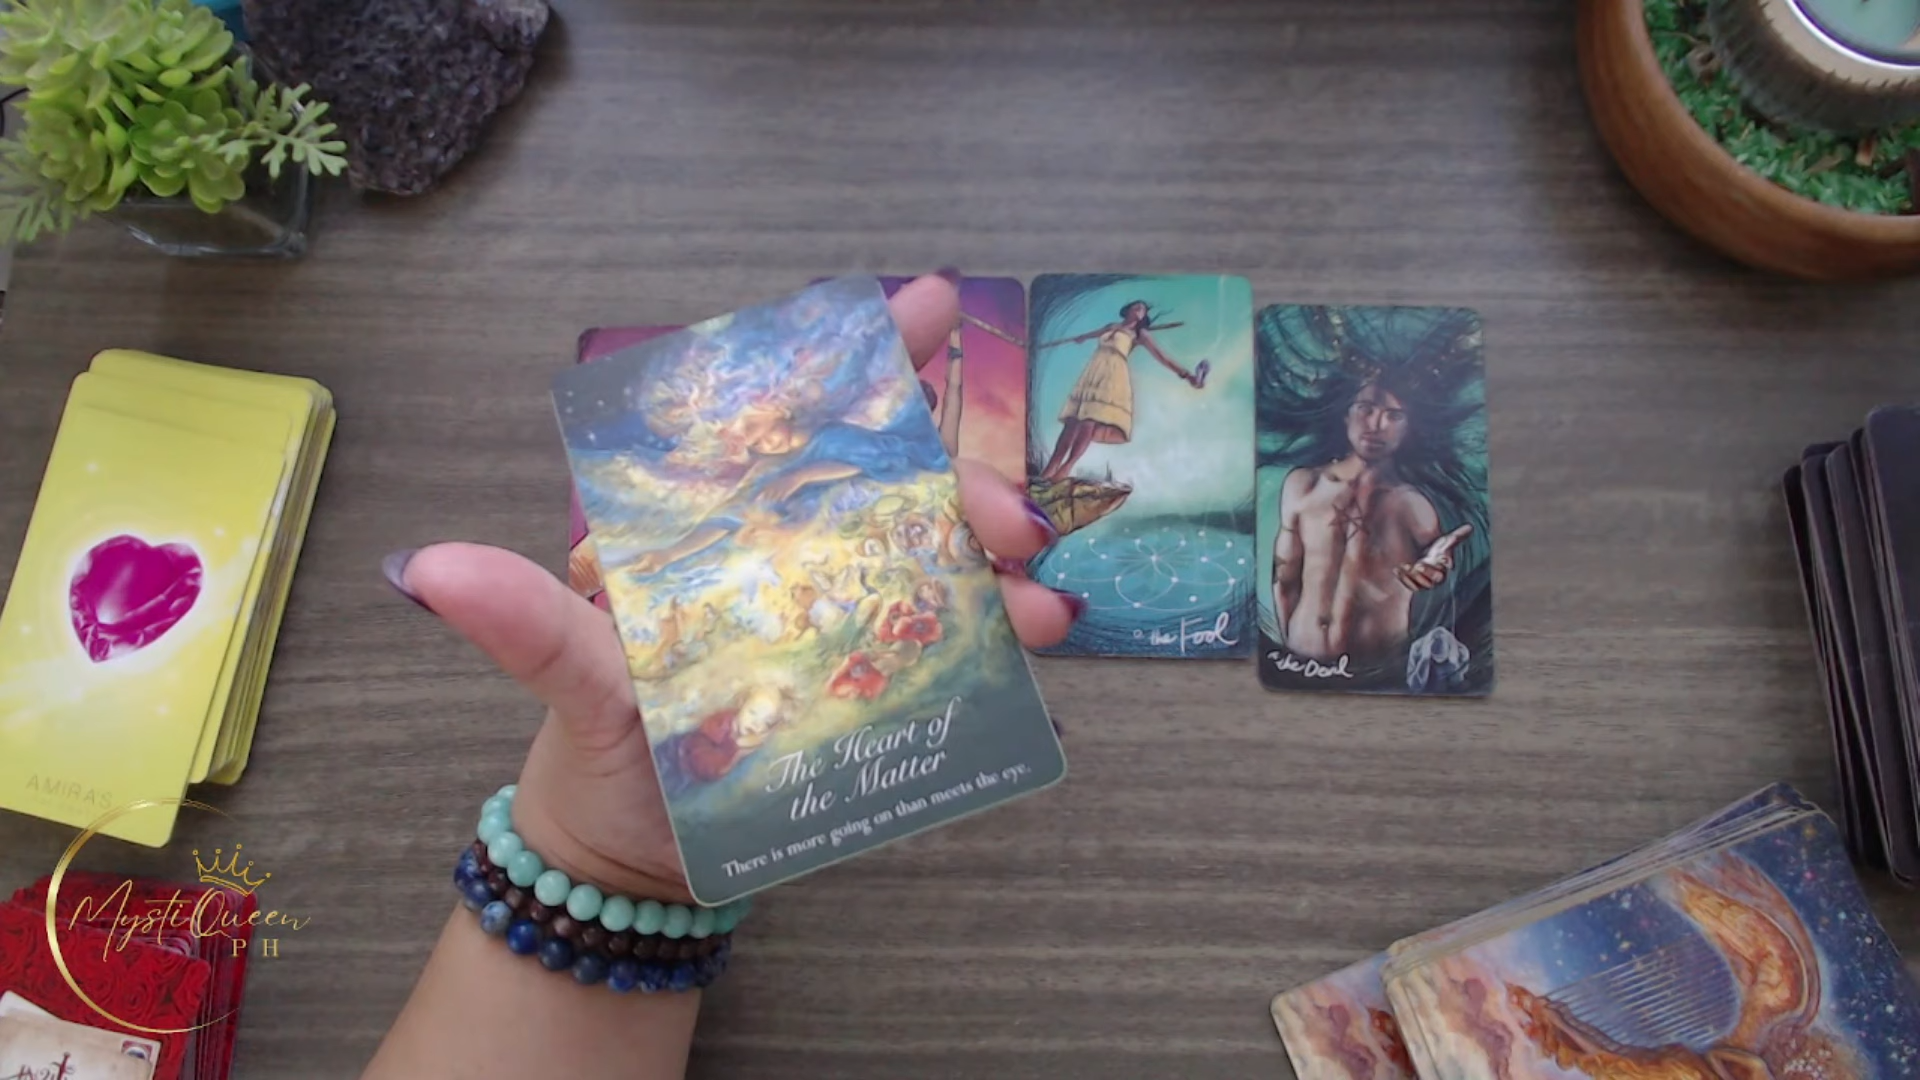 0. the Fool
the Devil
The Heart of
the Matter
There is more going on than meets the eye.
AMIRA'S
MystiQueen
PH